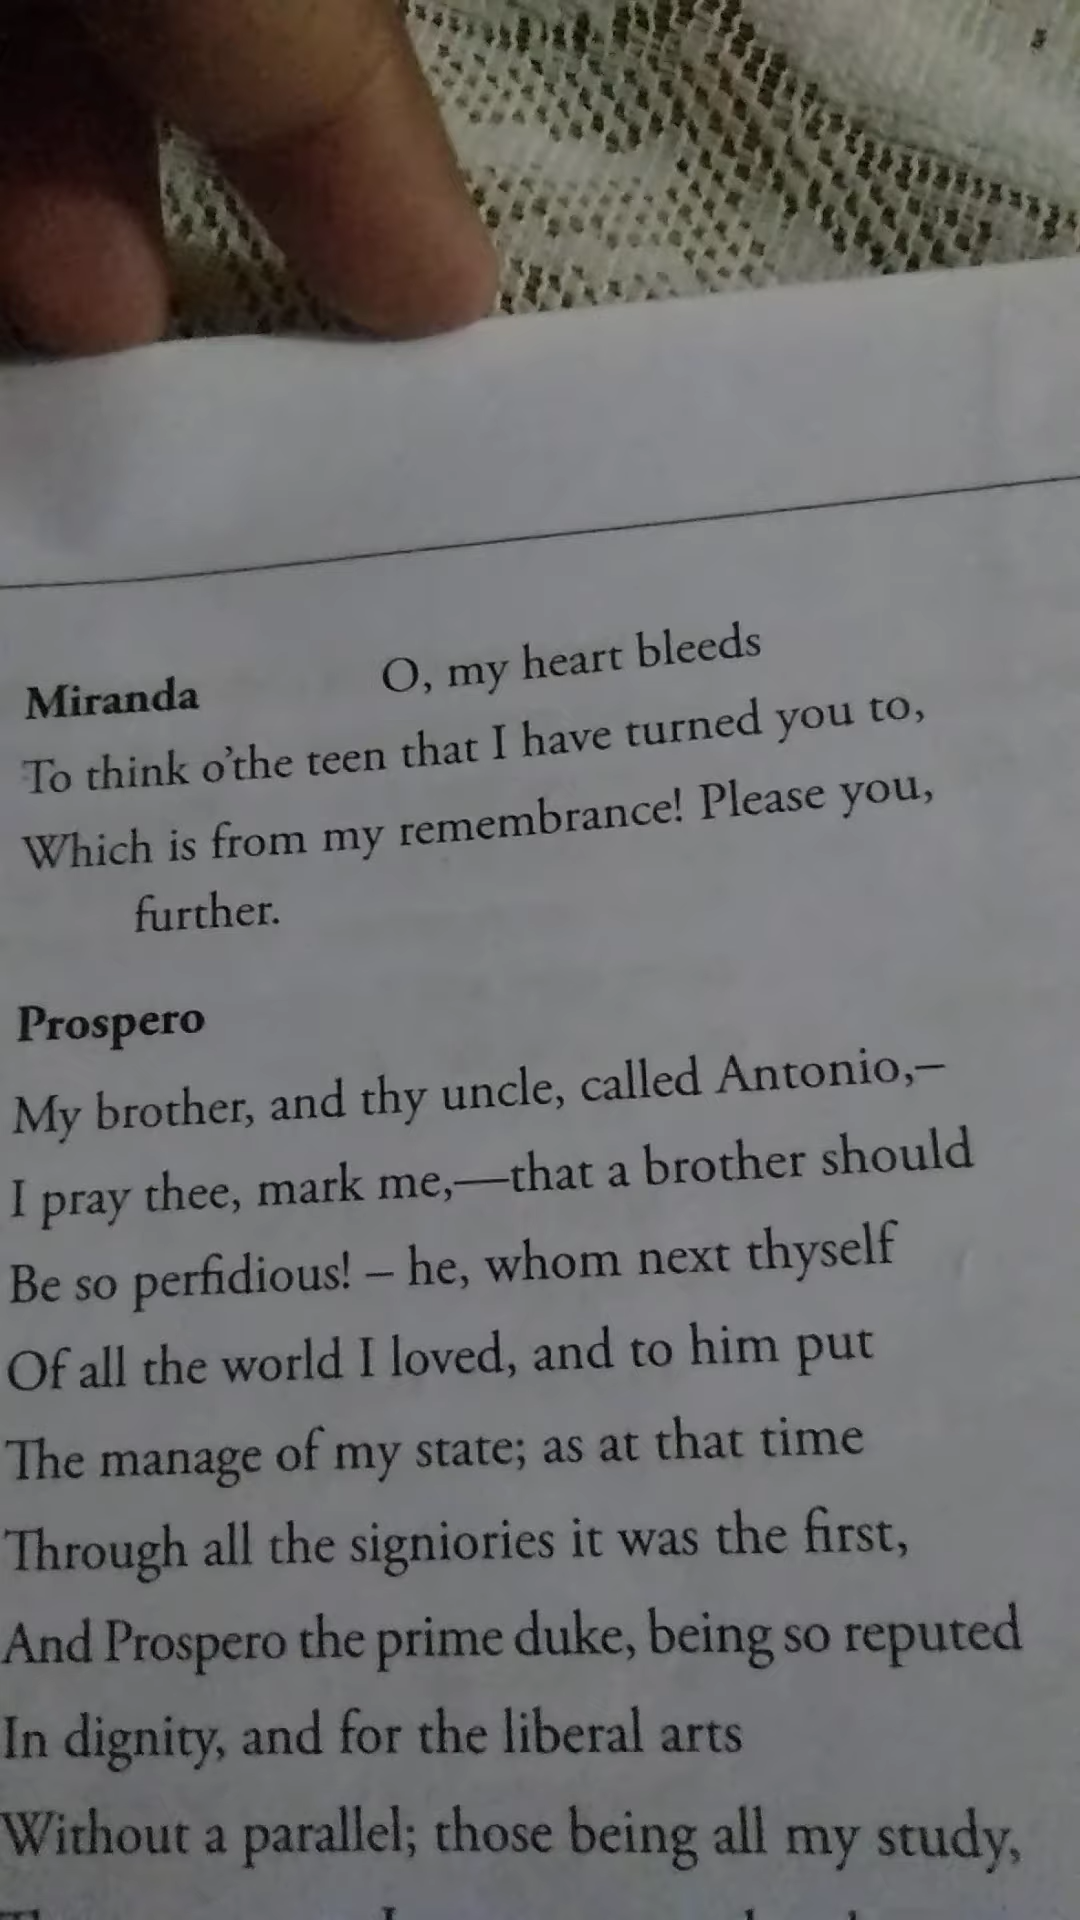 Miranda O, my heart bleeds
To think o'the teen that I have turned you to,
Which is from my remembrance! Please you,
further.
Prospero
My brother, and thy uncle, called Antonio,–
I pray thee, mark me,—that a brother should
Be so perfidious! – he, whom next thyself
Of all the world I loved, and to him put
The manage of my state; as at that time
Through all the signiories it was the first,
And Prospero the prime duke, being so reputed
In dignity, and for the liberal arts
Without a parallel; those being all my study,